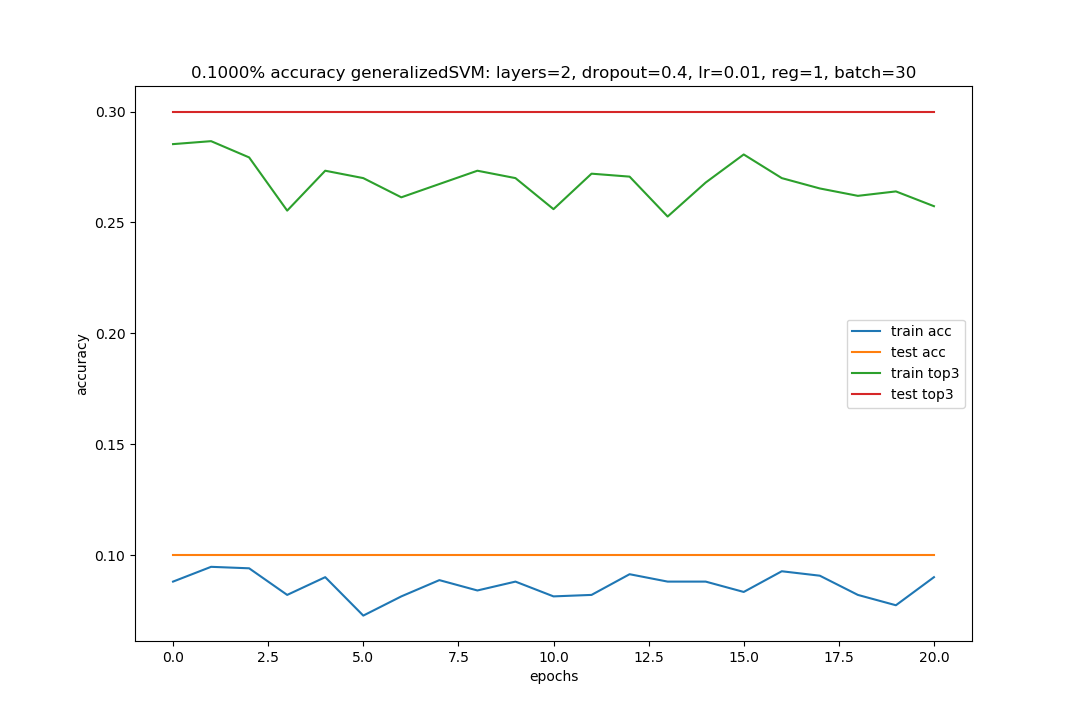 0.1000% accuracy generalizedSVM: layers=2, dropout=0.4, lr=0.01, reg=1, batch=30
0.30
0.25
0.20
0.15
0.10
accuracy
train acc
test acc
train top3
test top3
0.0 2.5 5.0 7.5 10.0 12.5 15.0 17.5 20.0
epochs